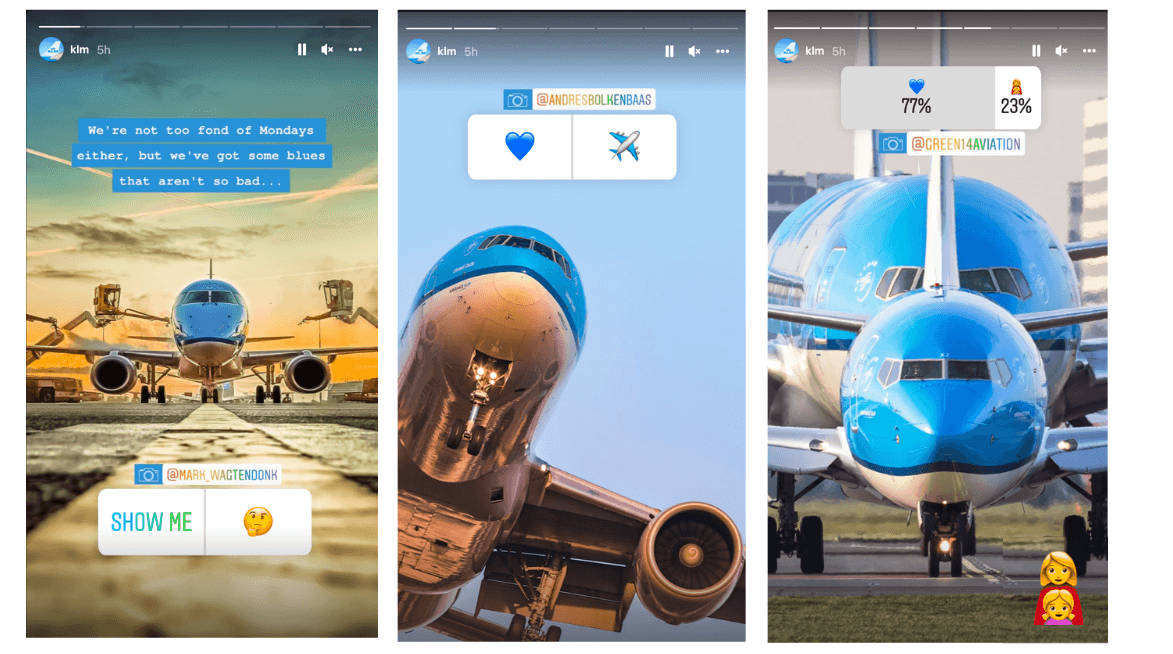 klm 5h
We're not too fond of Mondays
either, but we've got some blues
that aren't so bad...
@MARK_WAGTENDONK
SHOW ME
klm 5h
@ANDRESBOLKENBAAS
klm 5h
77% 23%
@GREEN14AVIATION